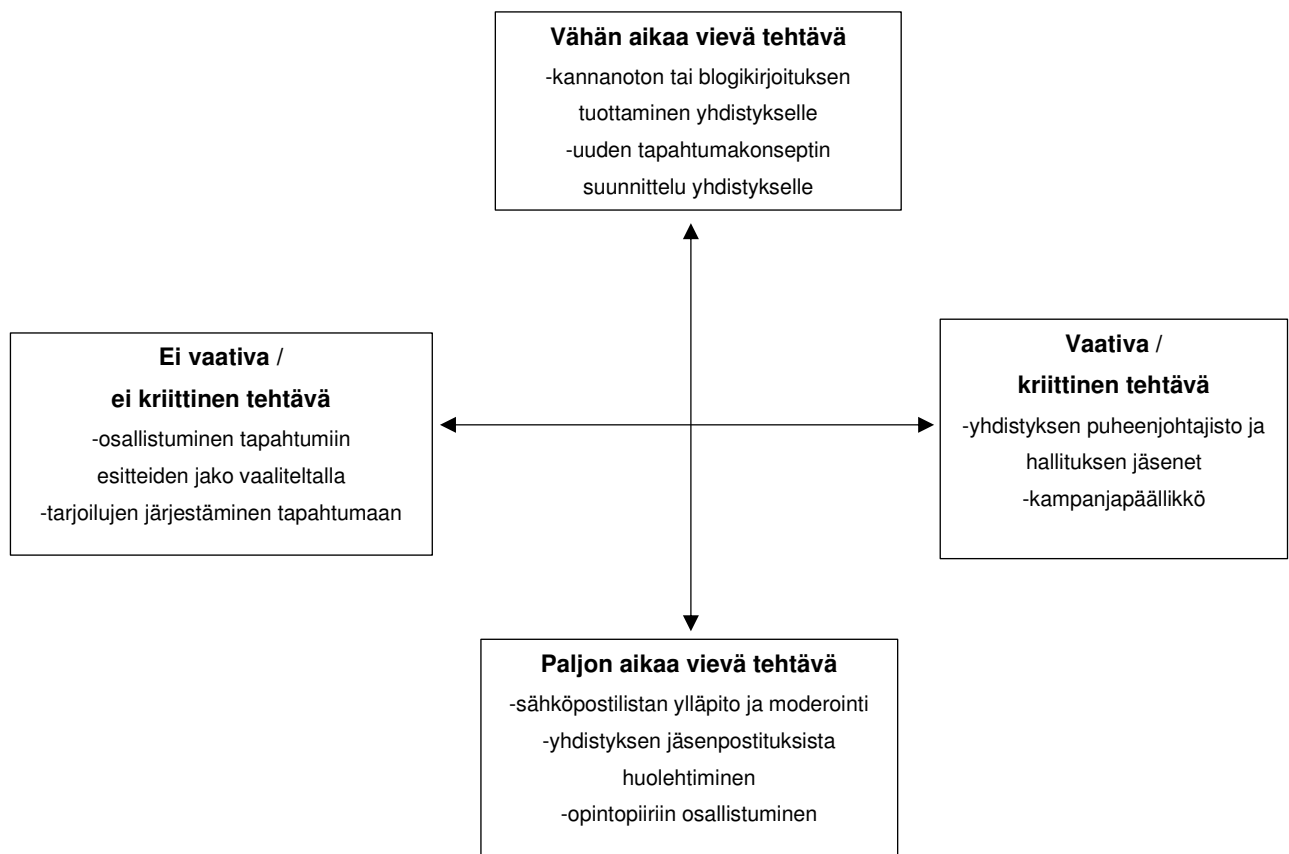 Vähän aikaa vievä tehtävä
-kannanoton tai blogikirjoituksen
tuottaminen yhdistykselle
-uuden tapahtumakonseptin
suunnittelu yhdistykselle
Ei vaativa /
ei kriittinen tehtävä
-osallistuminen tapahtumiin
esitteiden jako vaaliteltalla
-tarjoilujen järjestäminen tapahtumaan
Vaativa /
kriittinen tehtävä
-yhdistyksen puheenjohtajisto ja
hallituksen jäsenet
-kampanjapäällikkö
Paljon aikaa vievä tehtävä
-sähköpostilistan ylläpito ja moderointi
-yhdistyksen jäsenpostituksista
huolehtiminen
-opintopiiriin osallistuminen